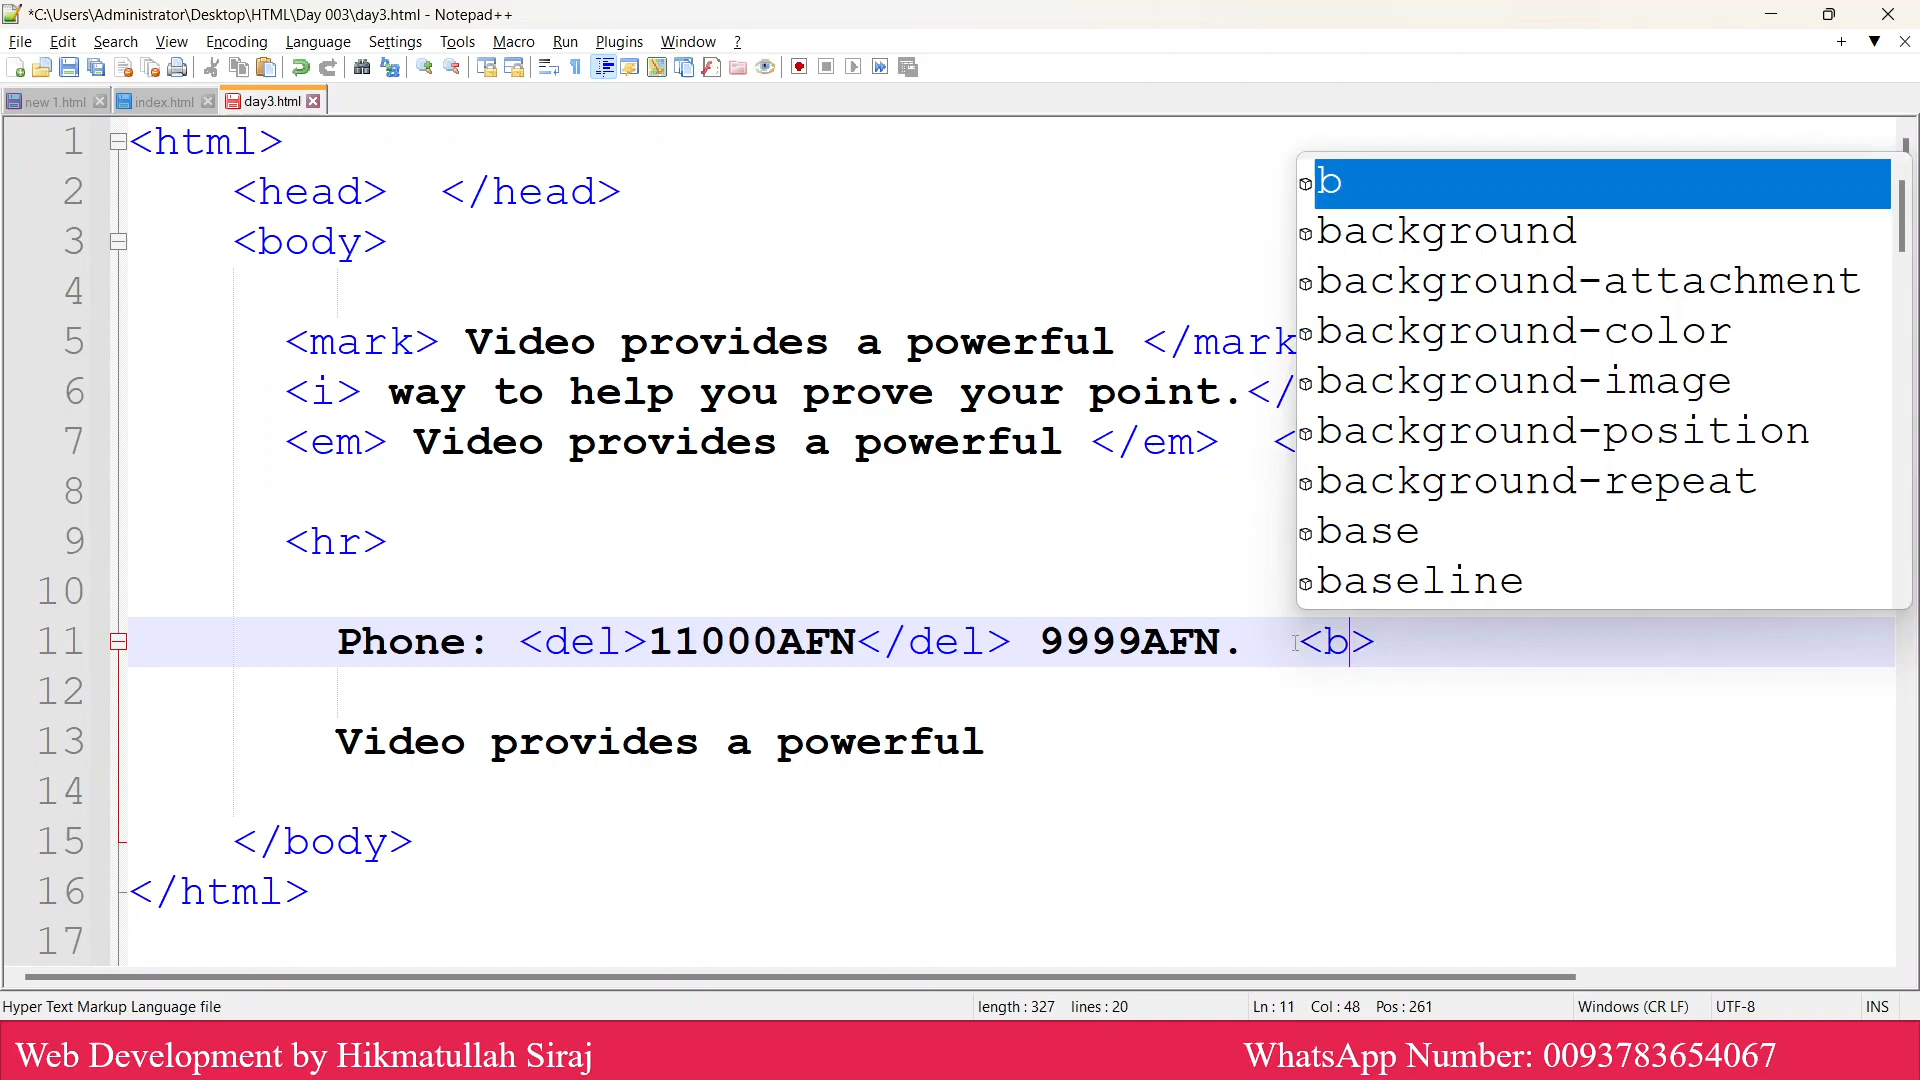 *C:\Users\Administrator\Desktop\HTML\Day 003\day3.html - Notepad++
File Edit Search View Encoding Language Settings Tools Macro Run Plugins Window ?
new 1.html index.html day3.html
1 <html>
2 <head> </head>
3 <body>
4
5 <mark> Video provides a powerful </mark
6 <i> way to help you prove your point.</
7 <em> Video provides a powerful </em> <
8
9 <hr>
10
11 Phone: <del>11000AFN</del> 9999AFN. <b>
12
13 Video provides a powerful
14
15 </body>
16 </html>
17
b
background
background-attachment
background-color
background-image
background-position
background-repeat
base
baseline
Hyper Text Markup Language file length : 327 lines : 20 Ln : 11 Col : 48 Pos : 261 Windows (CR LF) UTF-8 INS
Web Development by Hikmatullah Siraj WhatsApp Number: 0093783654067